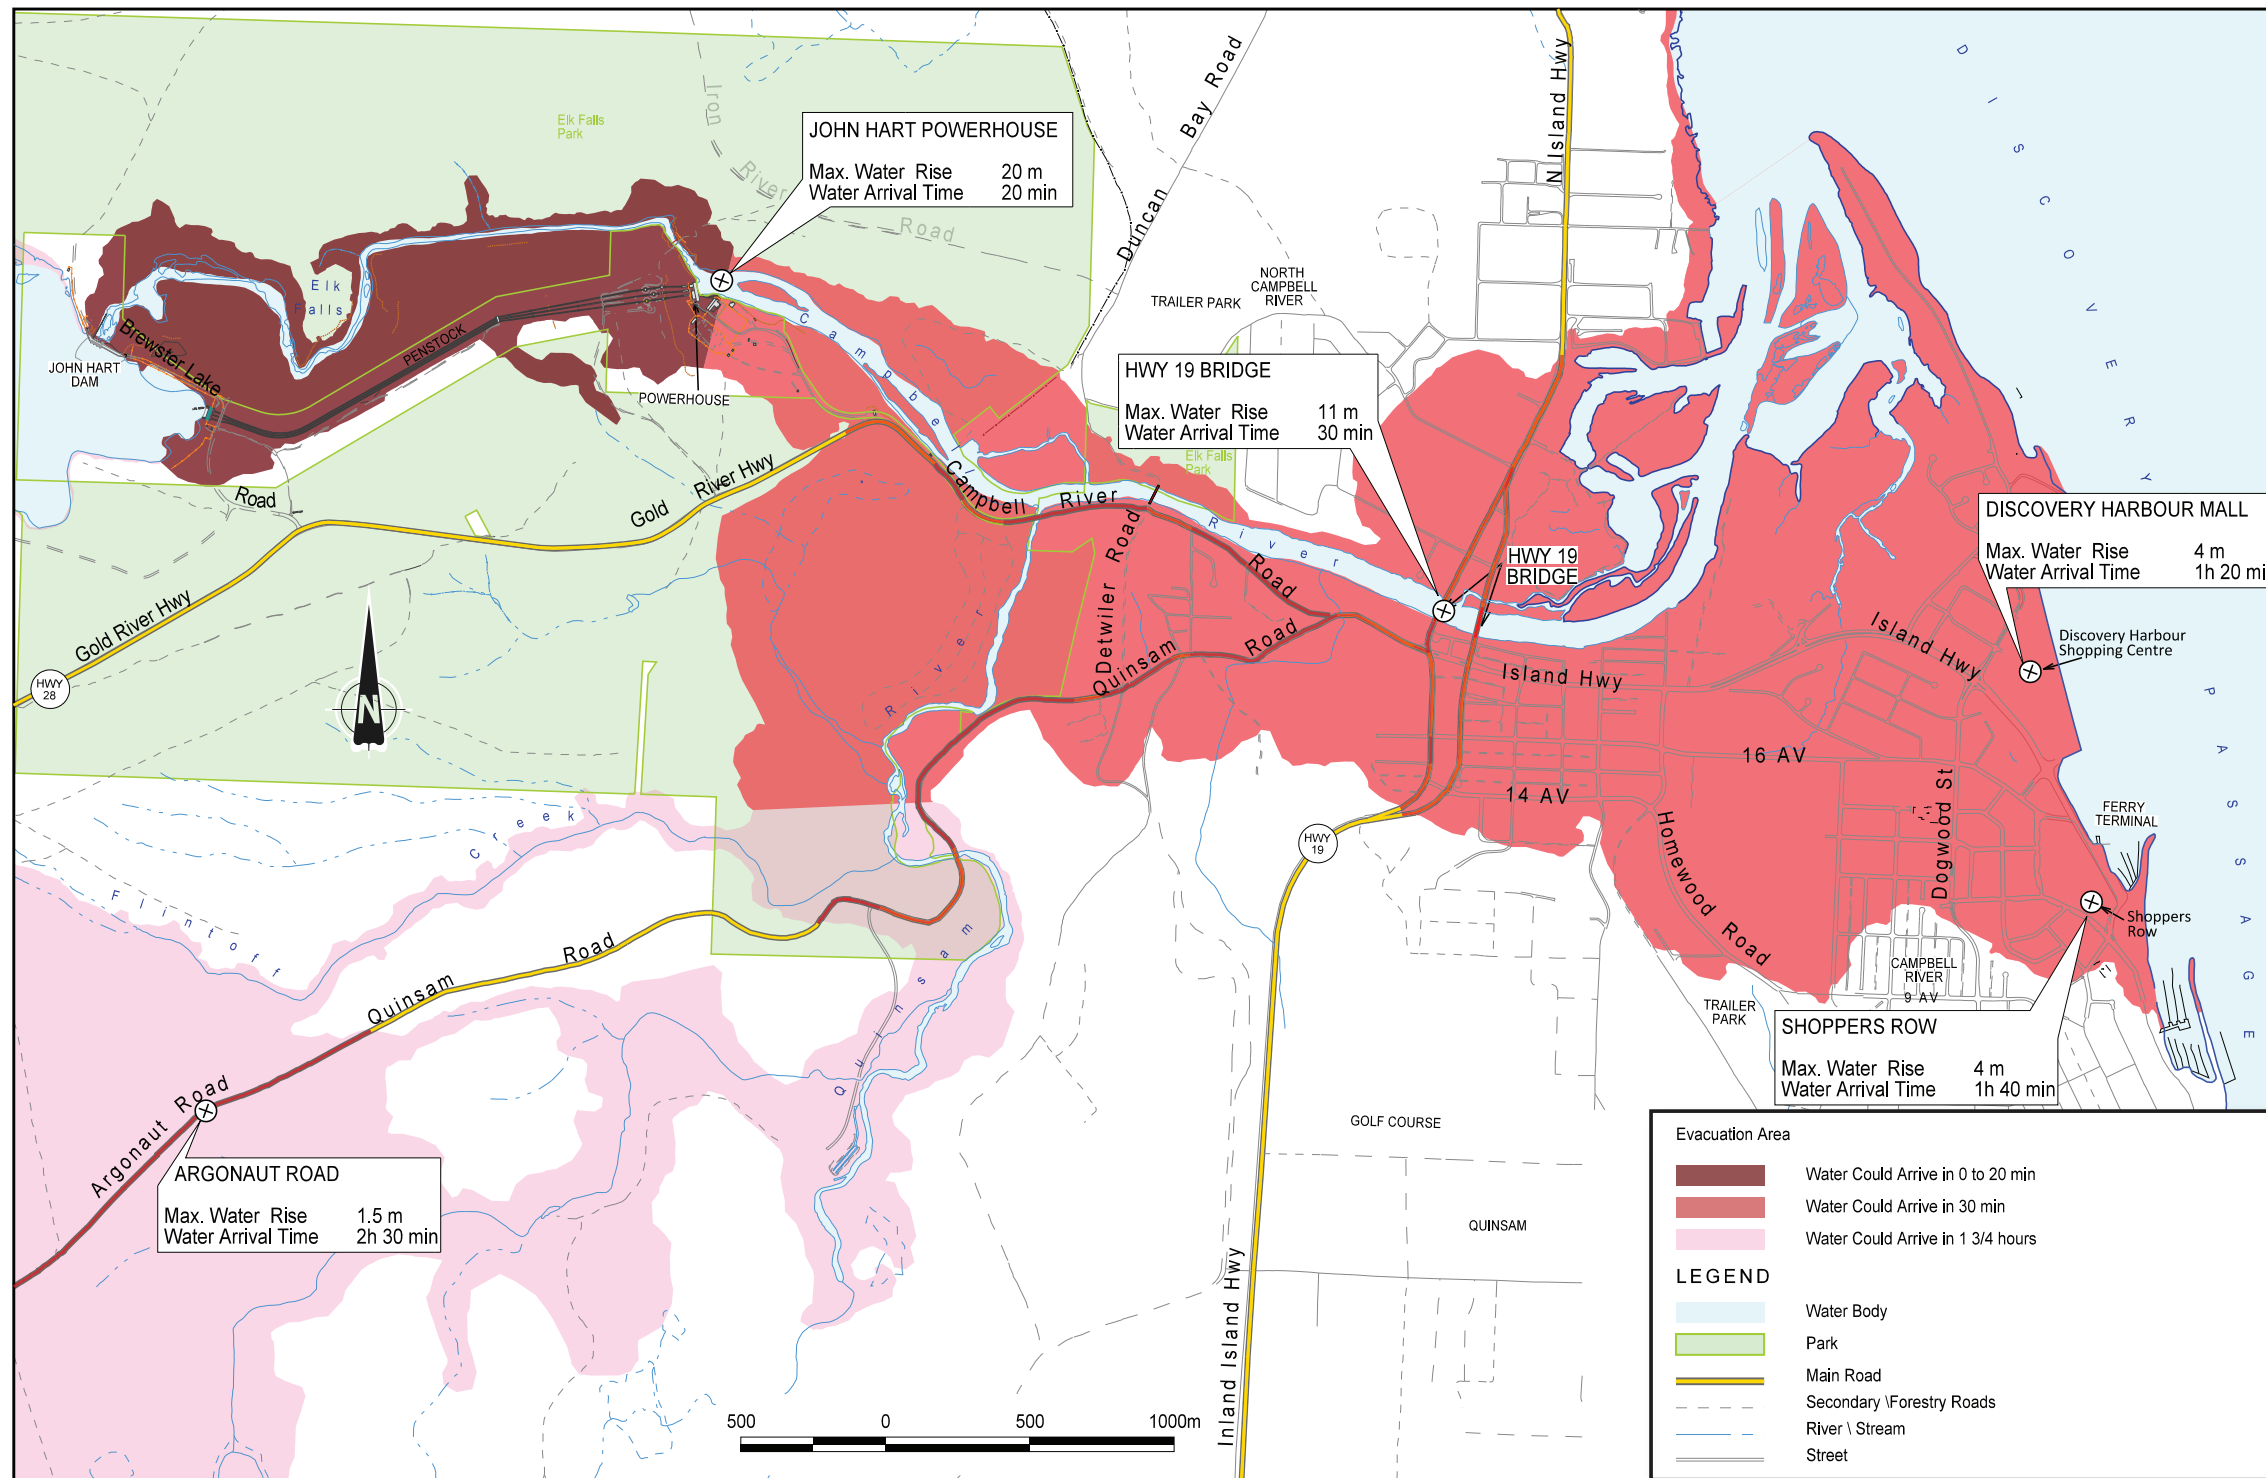 Iron
River
Road
Elk Falls
Park
JOHN HART POWERHOUSE
Max. Water Rise 20 m
Water Arrival Time 20 min
Duncan
Bay Road
N Island Hwy
DISCOVERY
PASSAGE
Elk
Falls
Brewster Lake
Road
JOHN HART
DAM
PENSTOCK
POWERHOUSE
TRAILER PARK
NORTH
CAMPBELL
RIVER
HWY 19 BRIDGE
Max. Water Rise 11 m
Water Arrival Time 30 min
Elk Falls
Park
Campbell
River
Campbell
River
Road
Gold
River Hwy
Gold River Hwy
HWY
28
N
DISCOVERY HARBOUR MALL
Max. Water Rise 4 m
Water Arrival Time 1h 20 mi
HWY 19
BRIDGE
Discovery Harbour
Shopping Centre
Island Hwy
Island Hwy
Detwiler Road
Quinsam
Road
River
16 AV
14 AV
Dogwood St
Homewood
Road
FERRY
TERMINAL
Shoppers
Row
HWY
19
Creek
Flintoff
Quinsam
Quinsam
Road
CAMPBELL
RIVER
9 AV
TRAILER
PARK
SHOPPERS ROW
Max. Water Rise 4 m
Water Arrival Time 1h 40 min
Argonaut Road
ARGONAUT ROAD
Max. Water Rise 1.5 m
Water Arrival Time 2h 30 min
GOLF COURSE
QUINSAM
Inland Island Hwy
500 0 500 1000m
Evacuation Area
Water Could Arrive in 0 to 20 min
Water Could Arrive in 30 min
Water Could Arrive in 1 3/4 hours
LEGEND
Water Body
Park
Main Road
Secondary \Forestry Roads
River \ Stream
Street